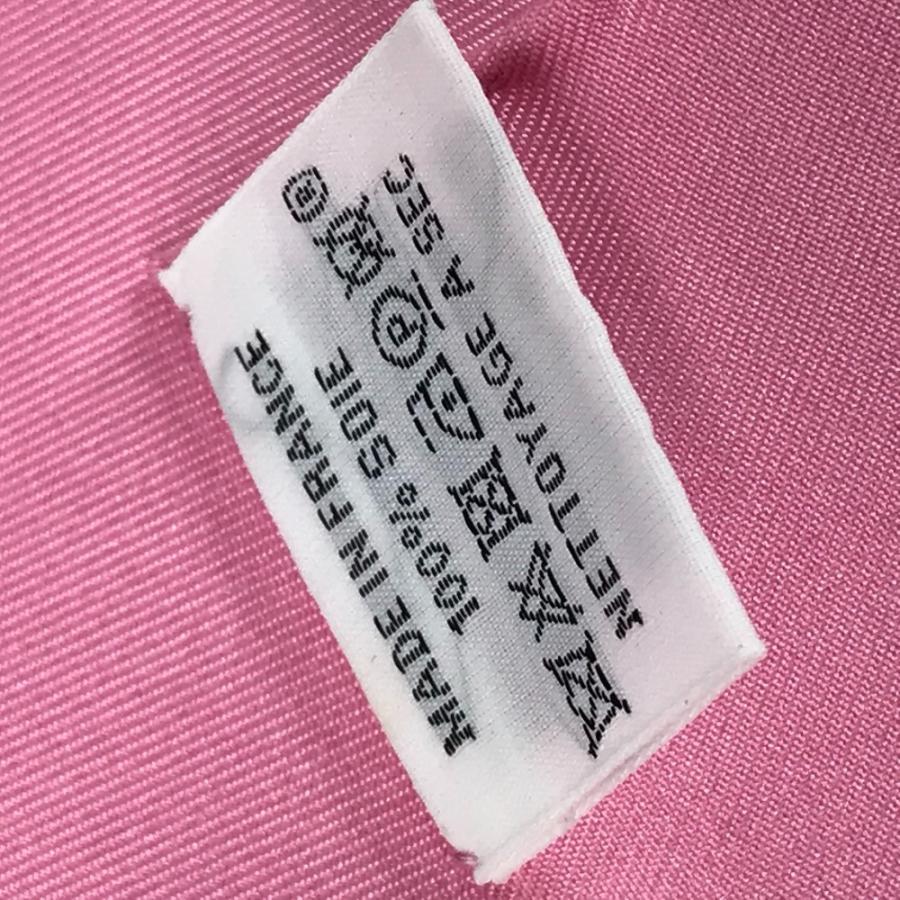 MADE IN FRANCE
100% SOIE ®
P
NETTOYAGE A SEC